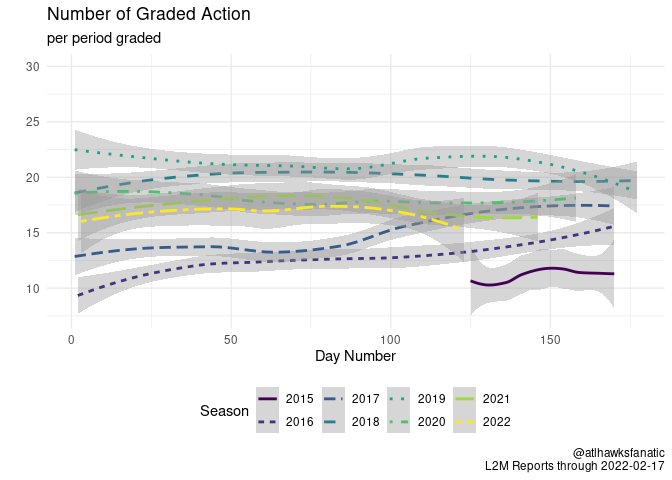 Number of Graded Action
per period graded
30
25
20
15
10
0 50 100 150
Day Number
Season
2015 2017 2019 2021
2016 2018 2020 2022
@atlhawksfanatic
L2M Reports through 2022-02-17